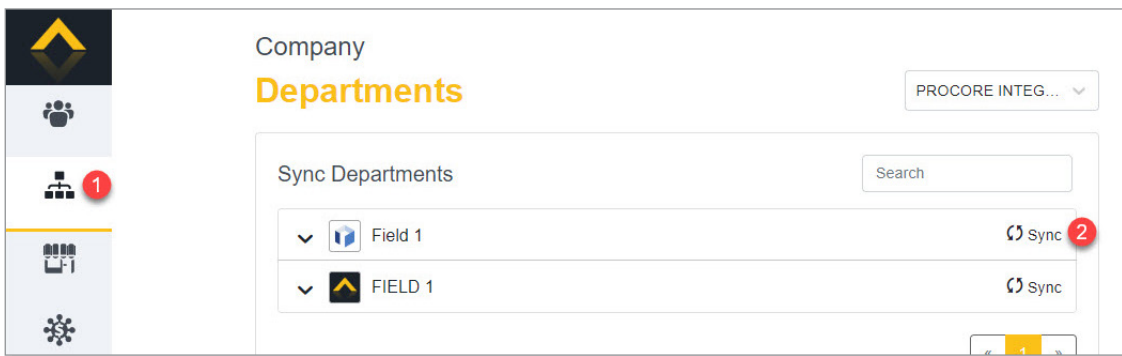 Company
Departments
PROCORE INTEG...
1
Sync Departments
Search
Field 1
Sync 2
FIELD 1
Sync
« 1 »